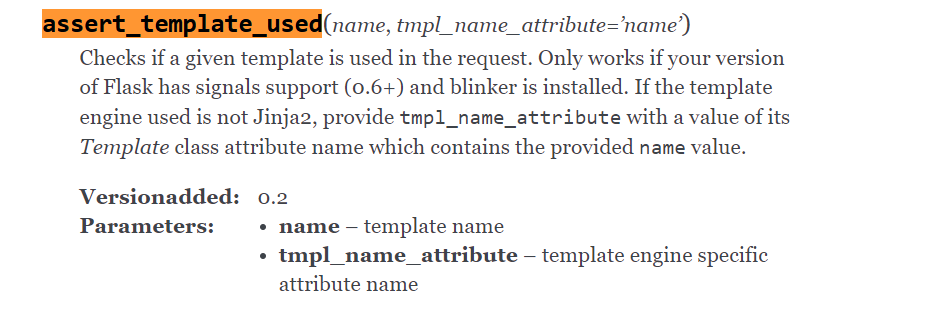 assert_template_used(name, tmpl_name_attribute=’name’)
Checks if a given template is used in the request. Only works if your version
of Flask has signals support (0.6+) and blinker is installed. If the template
engine used is not Jinja2, provide tmpl_name_attribute with a value of its
Template class attribute name which contains the provided name value.
Versionadded: 0.2
Parameters: • name – template name
• tmpl_name_attribute – template engine specific
attribute name